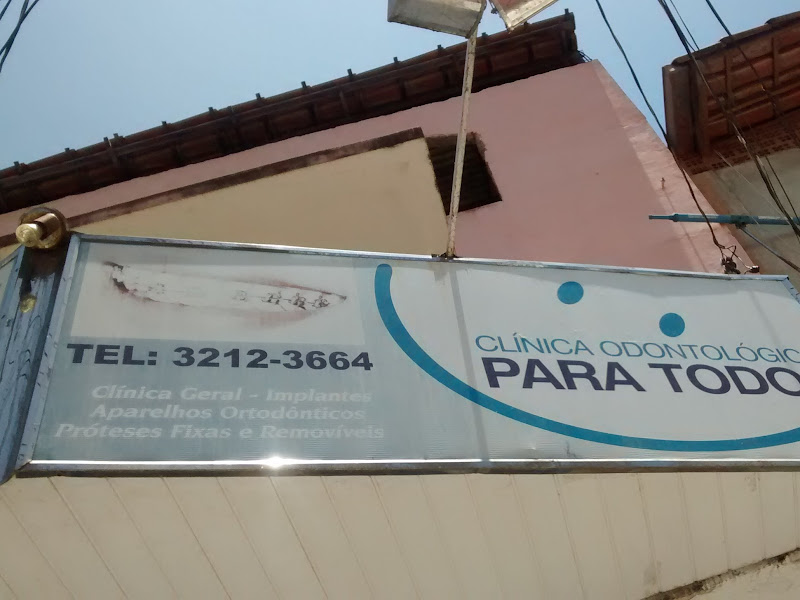 TEL: 3212-3664
Clínica Geral - Implantes
Aparelhos Ortodônticos
Próteses Fixas e Removíveis
CLÍNICA ODONTOLÓGIC
PARA TODO